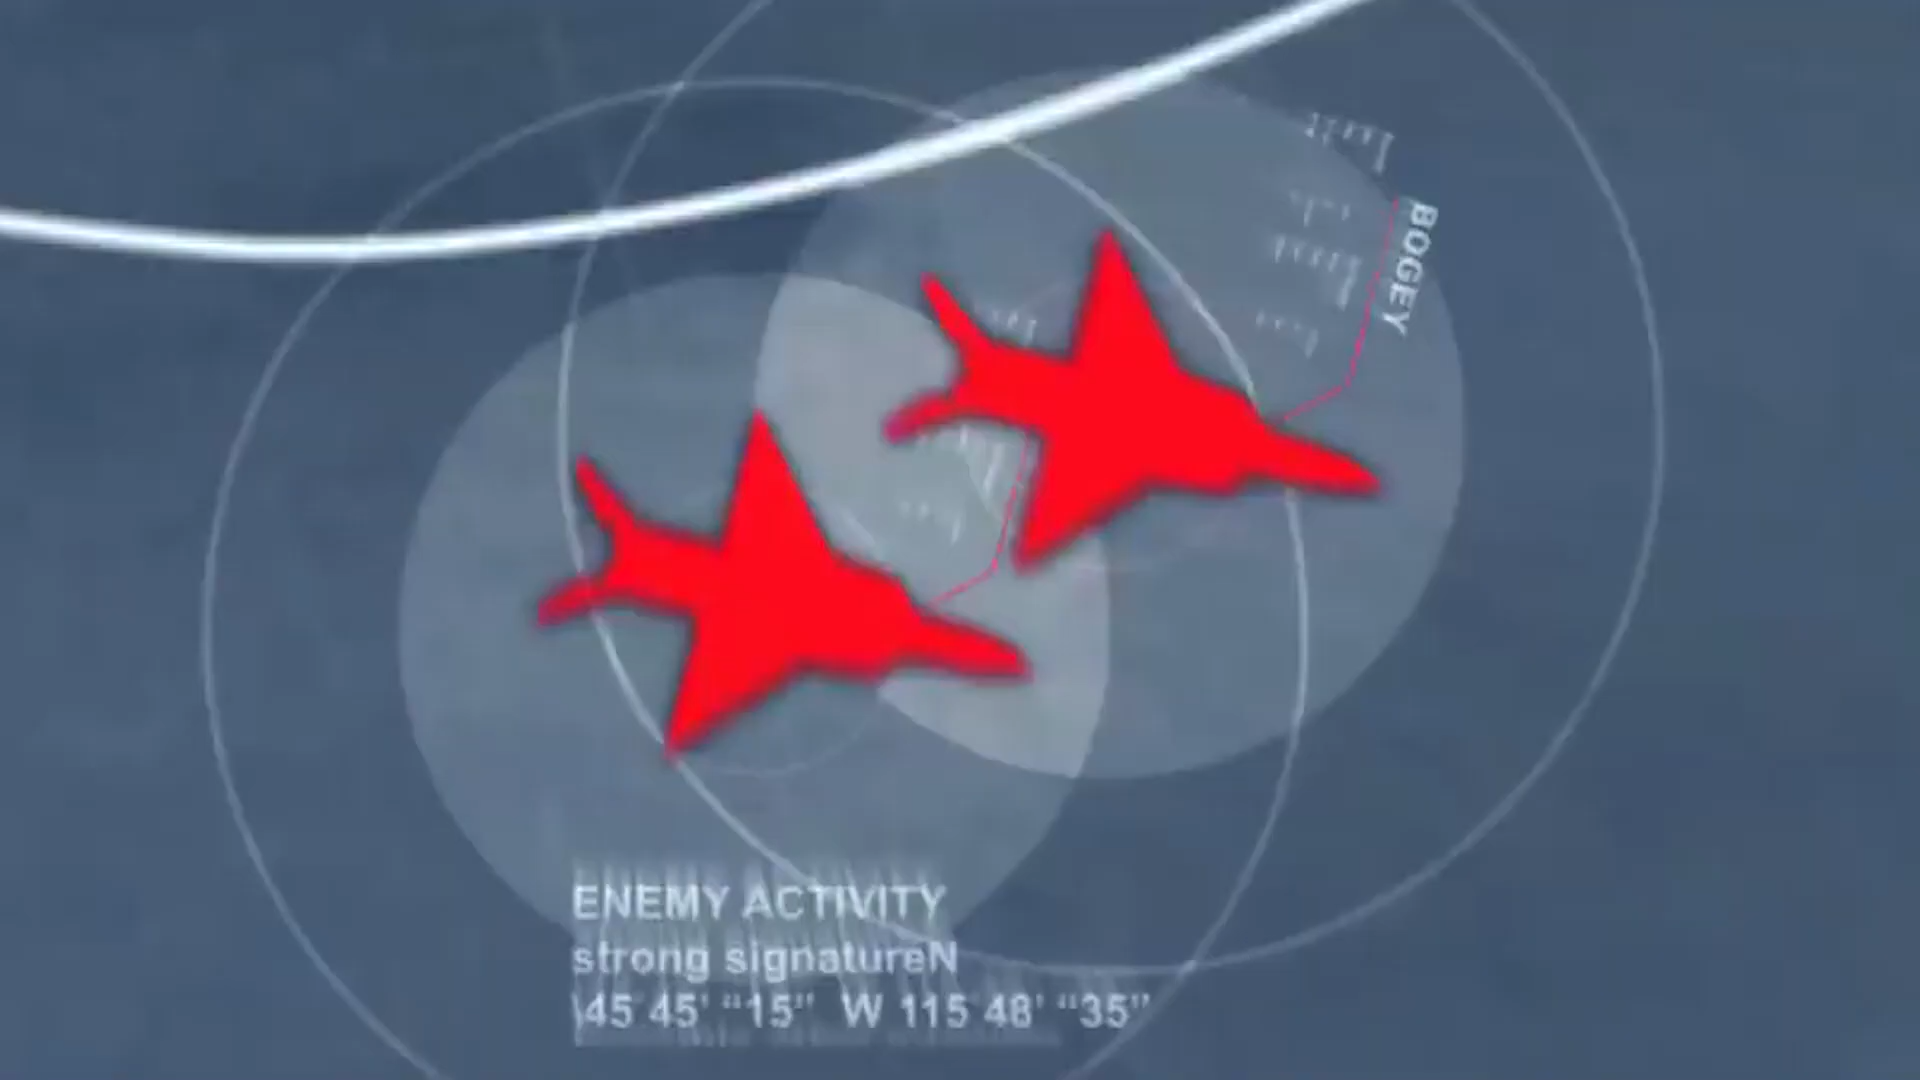 BOGEY
ENEMY ACTIVITY
strong signatureN
45 45' “15” W 115 48' “35”